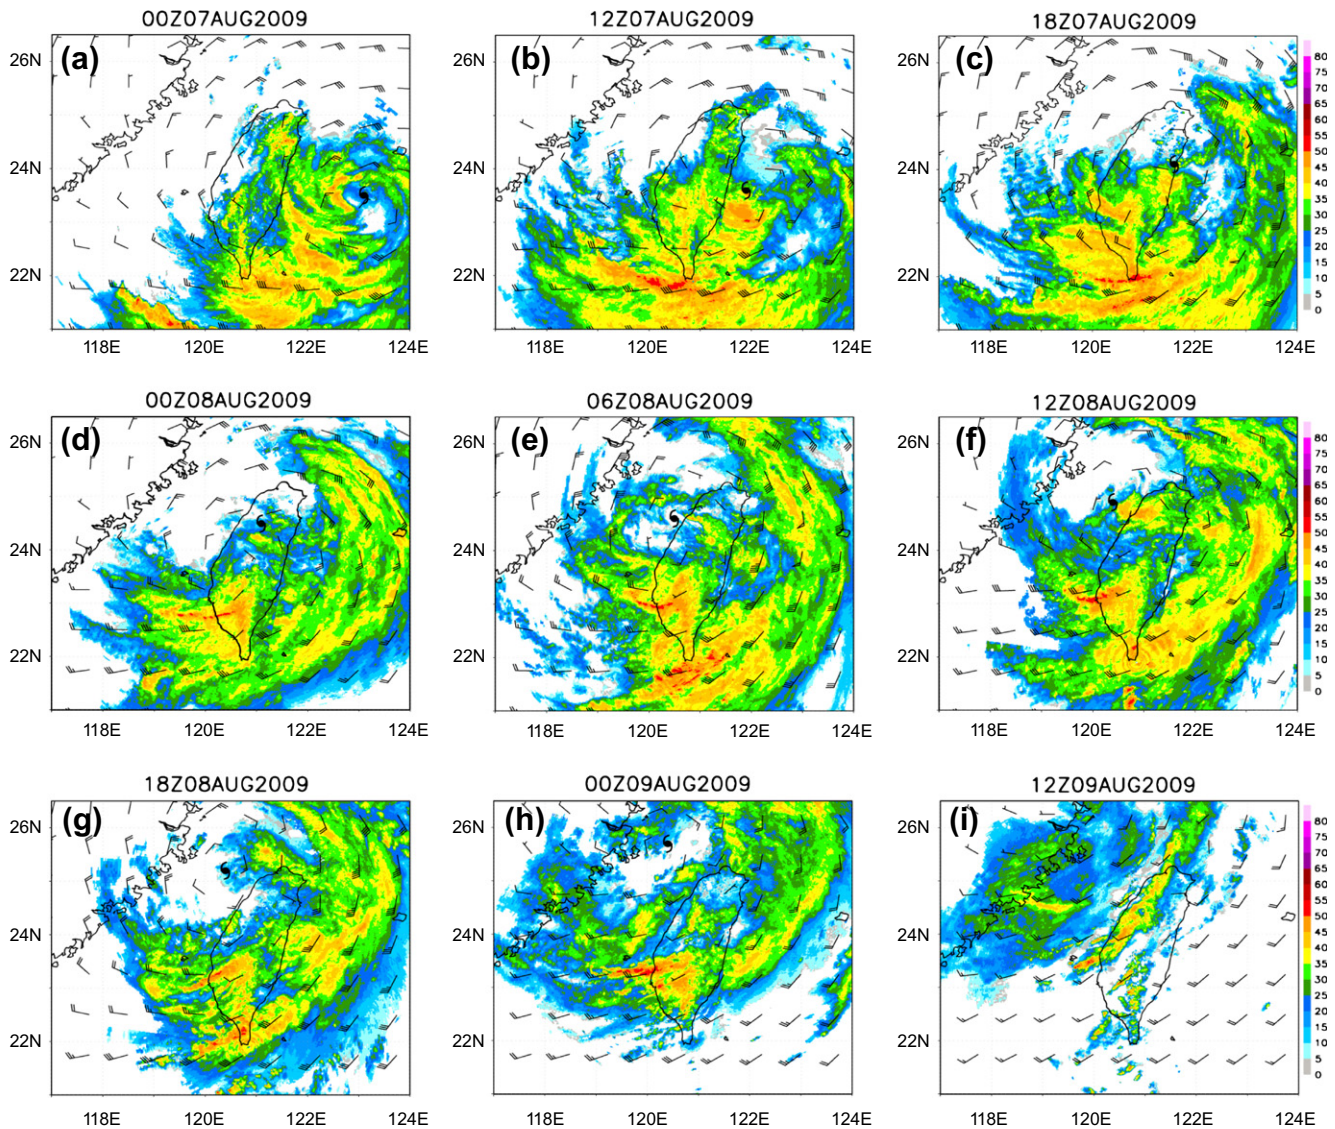 00Z07AUG2009 12Z07AUG2009 18Z07AUG2009
(a) (b) (c)
26N 26N 26N
24N 24N 24N
22N 22N 22N
80
75
70
65
60
55
50
45
40
35
30
25
20
15
10
5
0
118E 120E 122E 124E 118E 120E 122E 124E 118E 120E 122E 124E
00Z08AUG2009 06Z08AUG2009 12Z08AUG2009
(d) (e) (f)
26N 26N 26N
24N 24N 24N
22N 22N 22N
80
75
70
65
60
55
50
45
40
35
30
25
20
15
10
5
0
118E 120E 122E 124E 118E 120E 122E 124E 118E 120E 122E 124E
18Z08AUG2009 00Z09AUG2009 12Z09AUG2009
(g) (h) (i)
26N 26N 26N
24N 24N 24N
22N 22N 22N
80
75
70
65
60
55
50
45
40
35
30
25
20
15
10
5
0
118E 120E 122E 124E 118E 120E 122E 124E 118E 120E 122E 124E